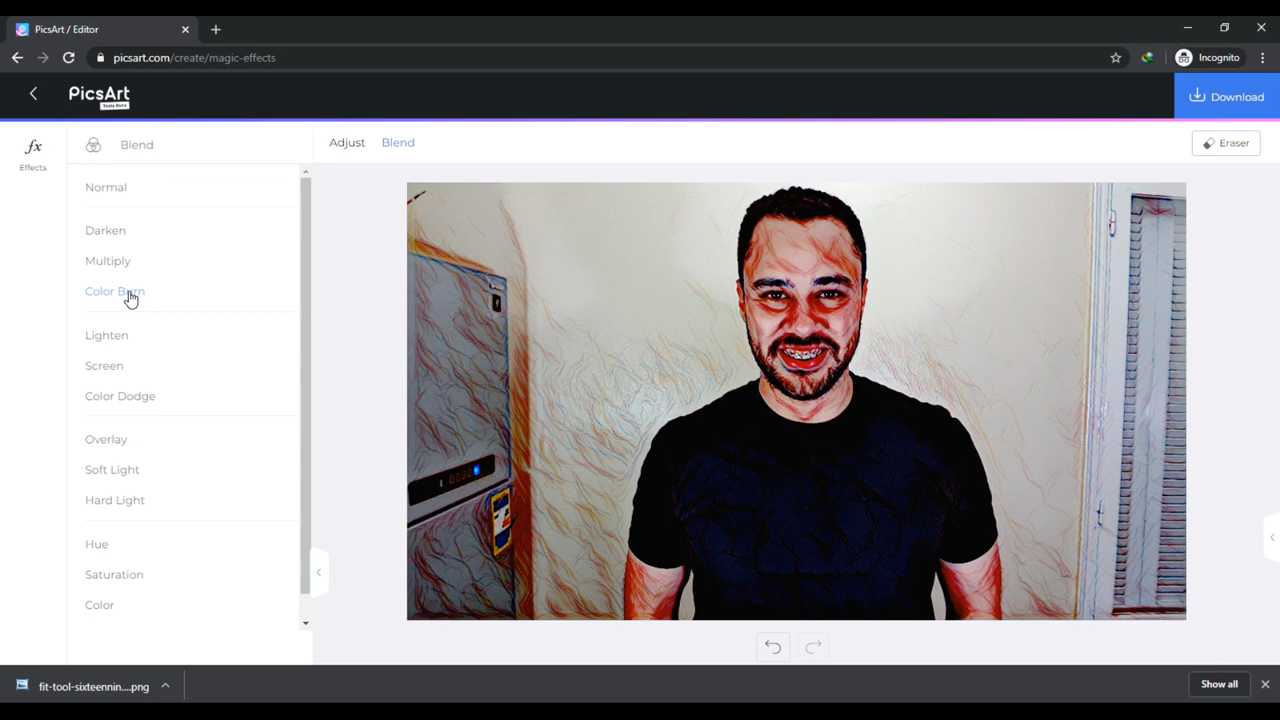 PicsArt / Editor
picsart.com/create/magic-effects
Incognito
PicsArt
Tools Beta
Download
fx
Effects
Blend
Adjust Blend
Eraser
Normal
Darken
Multiply
Color Burn
Lighten
Screen
Color Dodge
Overlay
Soft Light
Hard Light
Hue
Saturation
Color
fit-tool-sixteennin....png
Show all